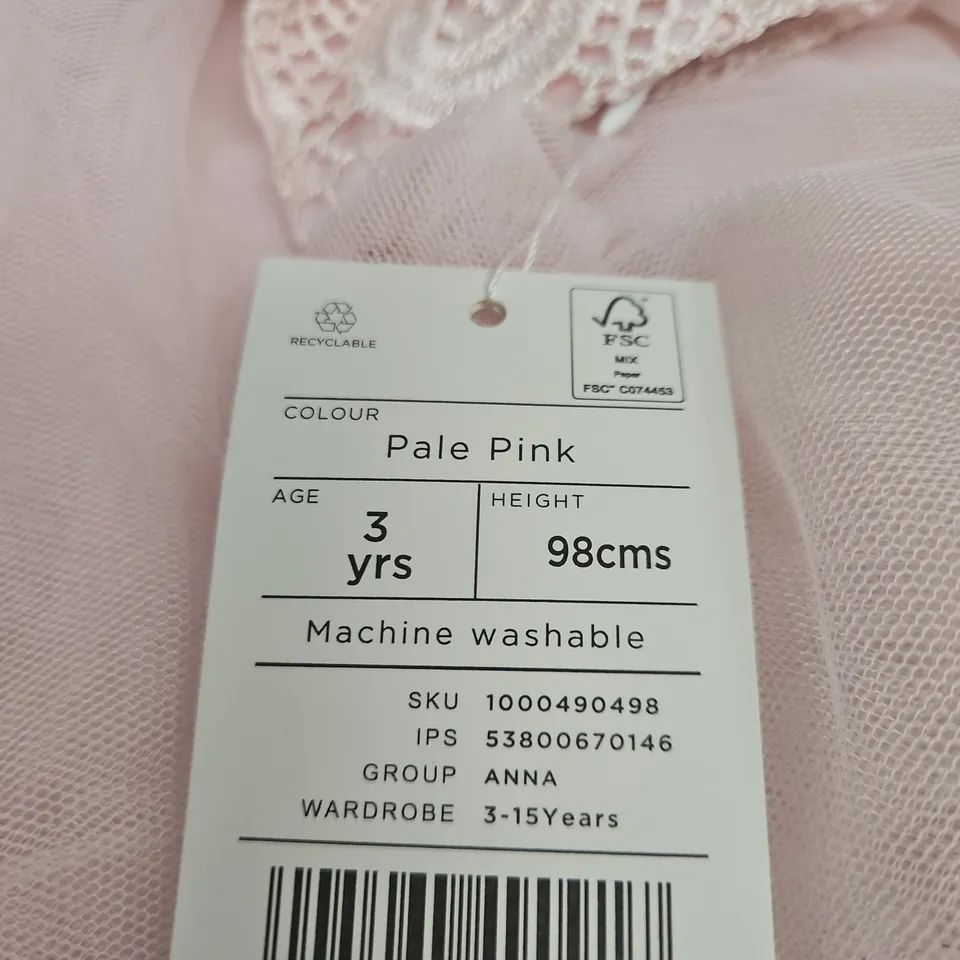 RECYCLABLE
FSC
MIX
Paper
FSC™ C074453
COLOUR
Pale Pink
AGE
3
yrs
HEIGHT
98cms
Machine washable
SKU 1000490498
IPS 53800670146
GROUP ANNA
WARDROBE 3-15Years